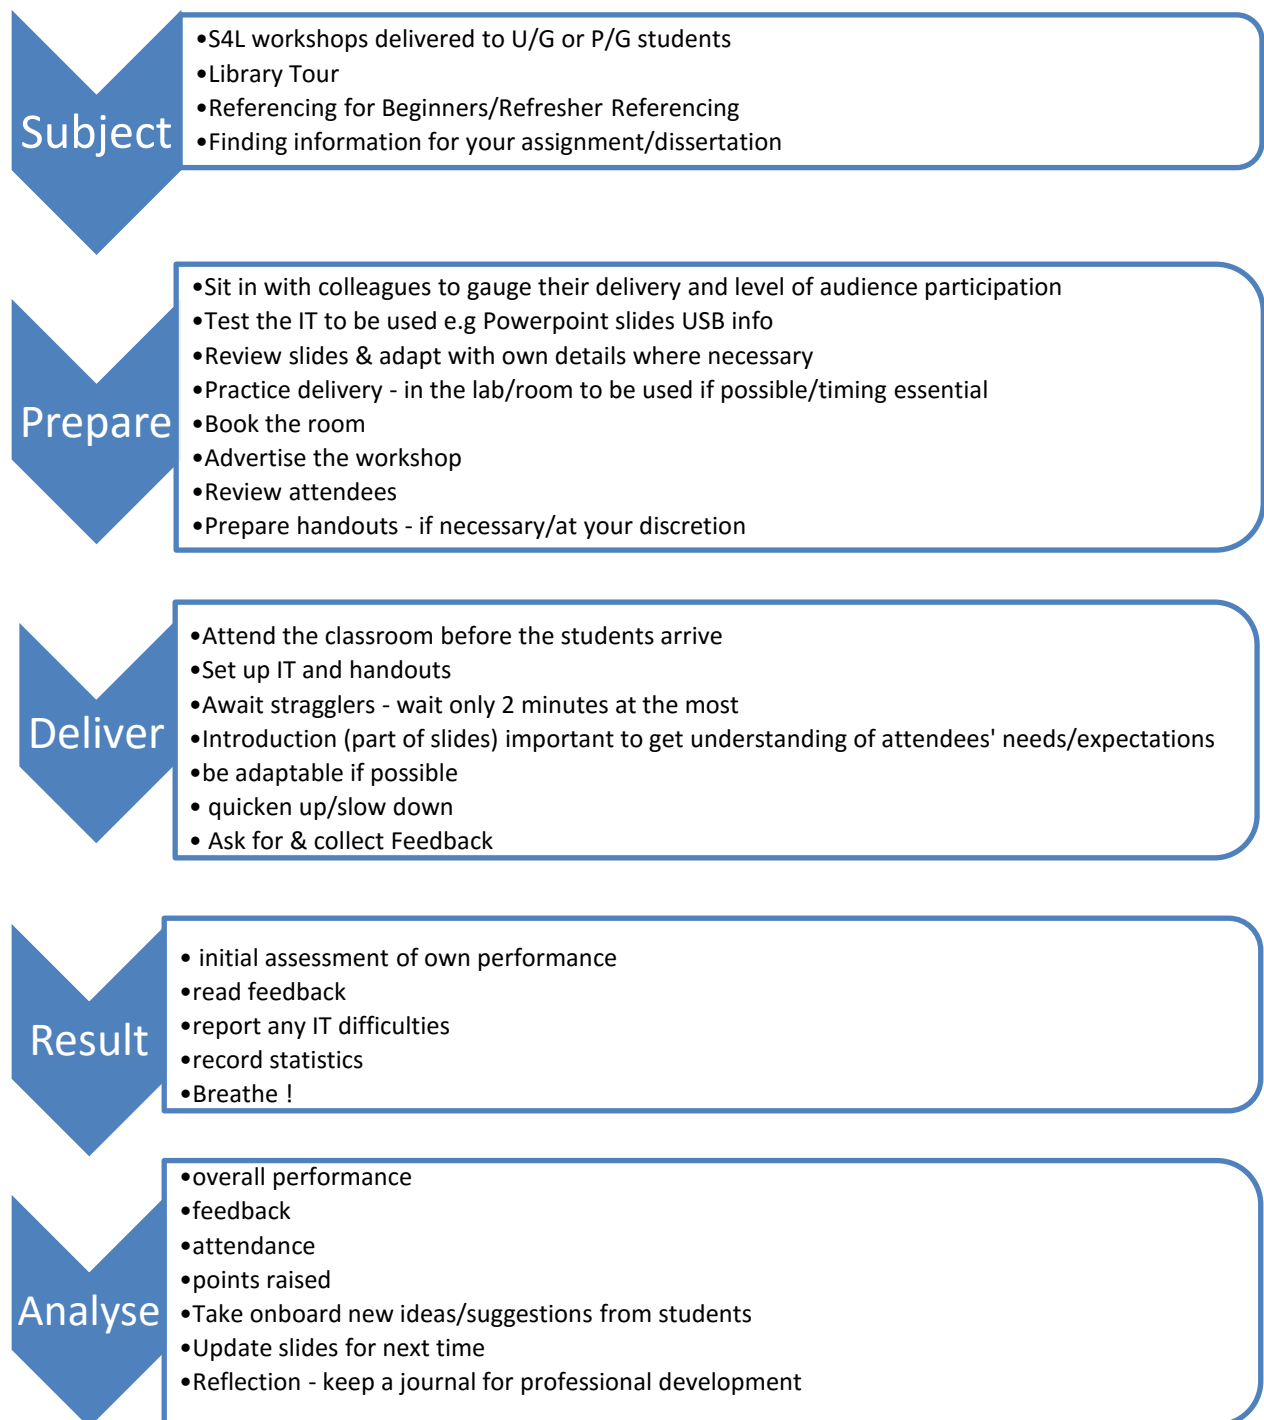 Subject
•S4L workshops delivered to U/G or P/G students
•Library Tour
•Referencing for Beginners/Refresher Referencing
•Finding information for your assignment/dissertation
Prepare
•Sit in with colleagues to gauge their delivery and level of audience participation
•Test the IT to be used e.g Powerpoint slides USB info
•Review slides & adapt with own details where necessary
•Practice delivery - in the lab/room to be used if possible/timing essential
•Book the room
•Advertise the workshop
•Review attendees
•Prepare handouts - if necessary/at your discretion
Deliver
•Attend the classroom before the students arrive
•Set up IT and handouts
•Await stragglers - wait only 2 minutes at the most
•Introduction (part of slides) important to get understanding of attendees' needs/expectations
•be adaptable if possible
• quicken up/slow down
• Ask for & collect Feedback
Result
• initial assessment of own performance
•read feedback
•report any IT difficulties
•record statistics
•Breathe !
Analyse
•overall performance
•feedback
•attendance
•points raised
•Take onboard new ideas/suggestions from students
•Update slides for next time
•Reflection - keep a journal for professional development